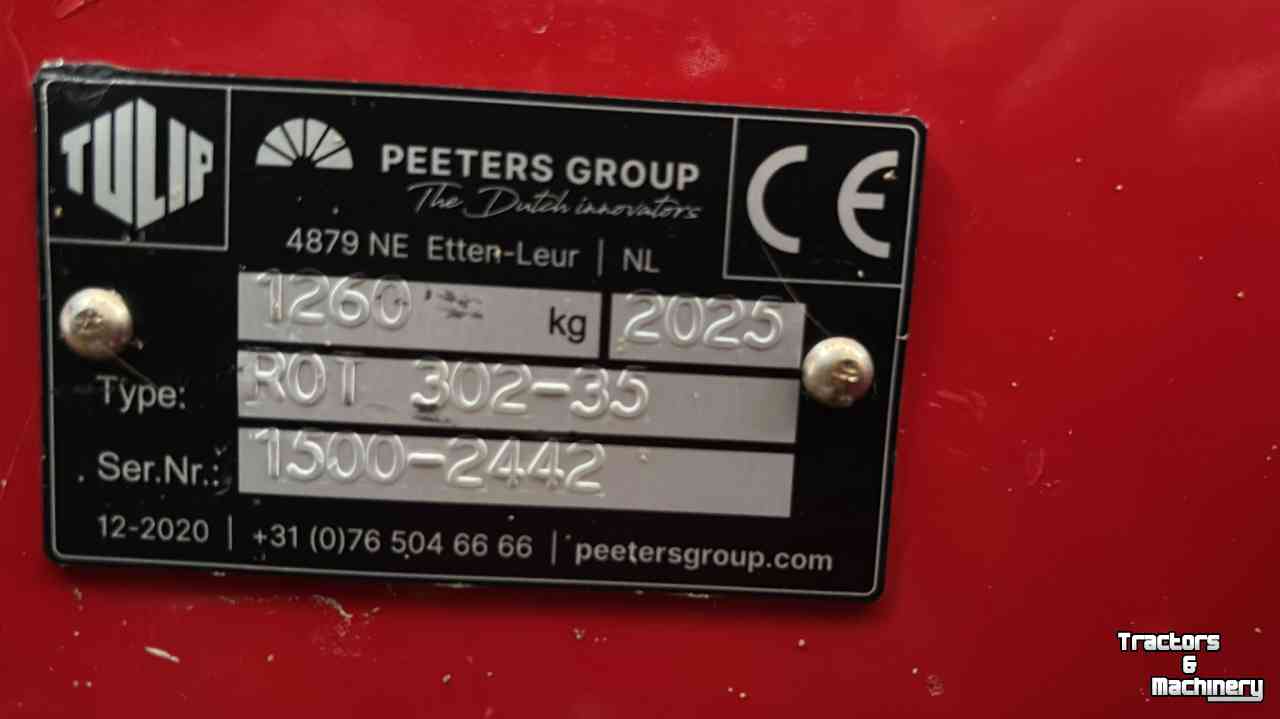 TULIP
PEETERS GROUP
The Dutch innovators
CE
4879 NE Etten-Leur | NL
1260 kg 2025
Type: ROT 302-35
Ser.Nr.: 1500-2442
12-2020 | +31 (0)76 504 66 66 | peetersgroup.com
Tractors
&
Machinery